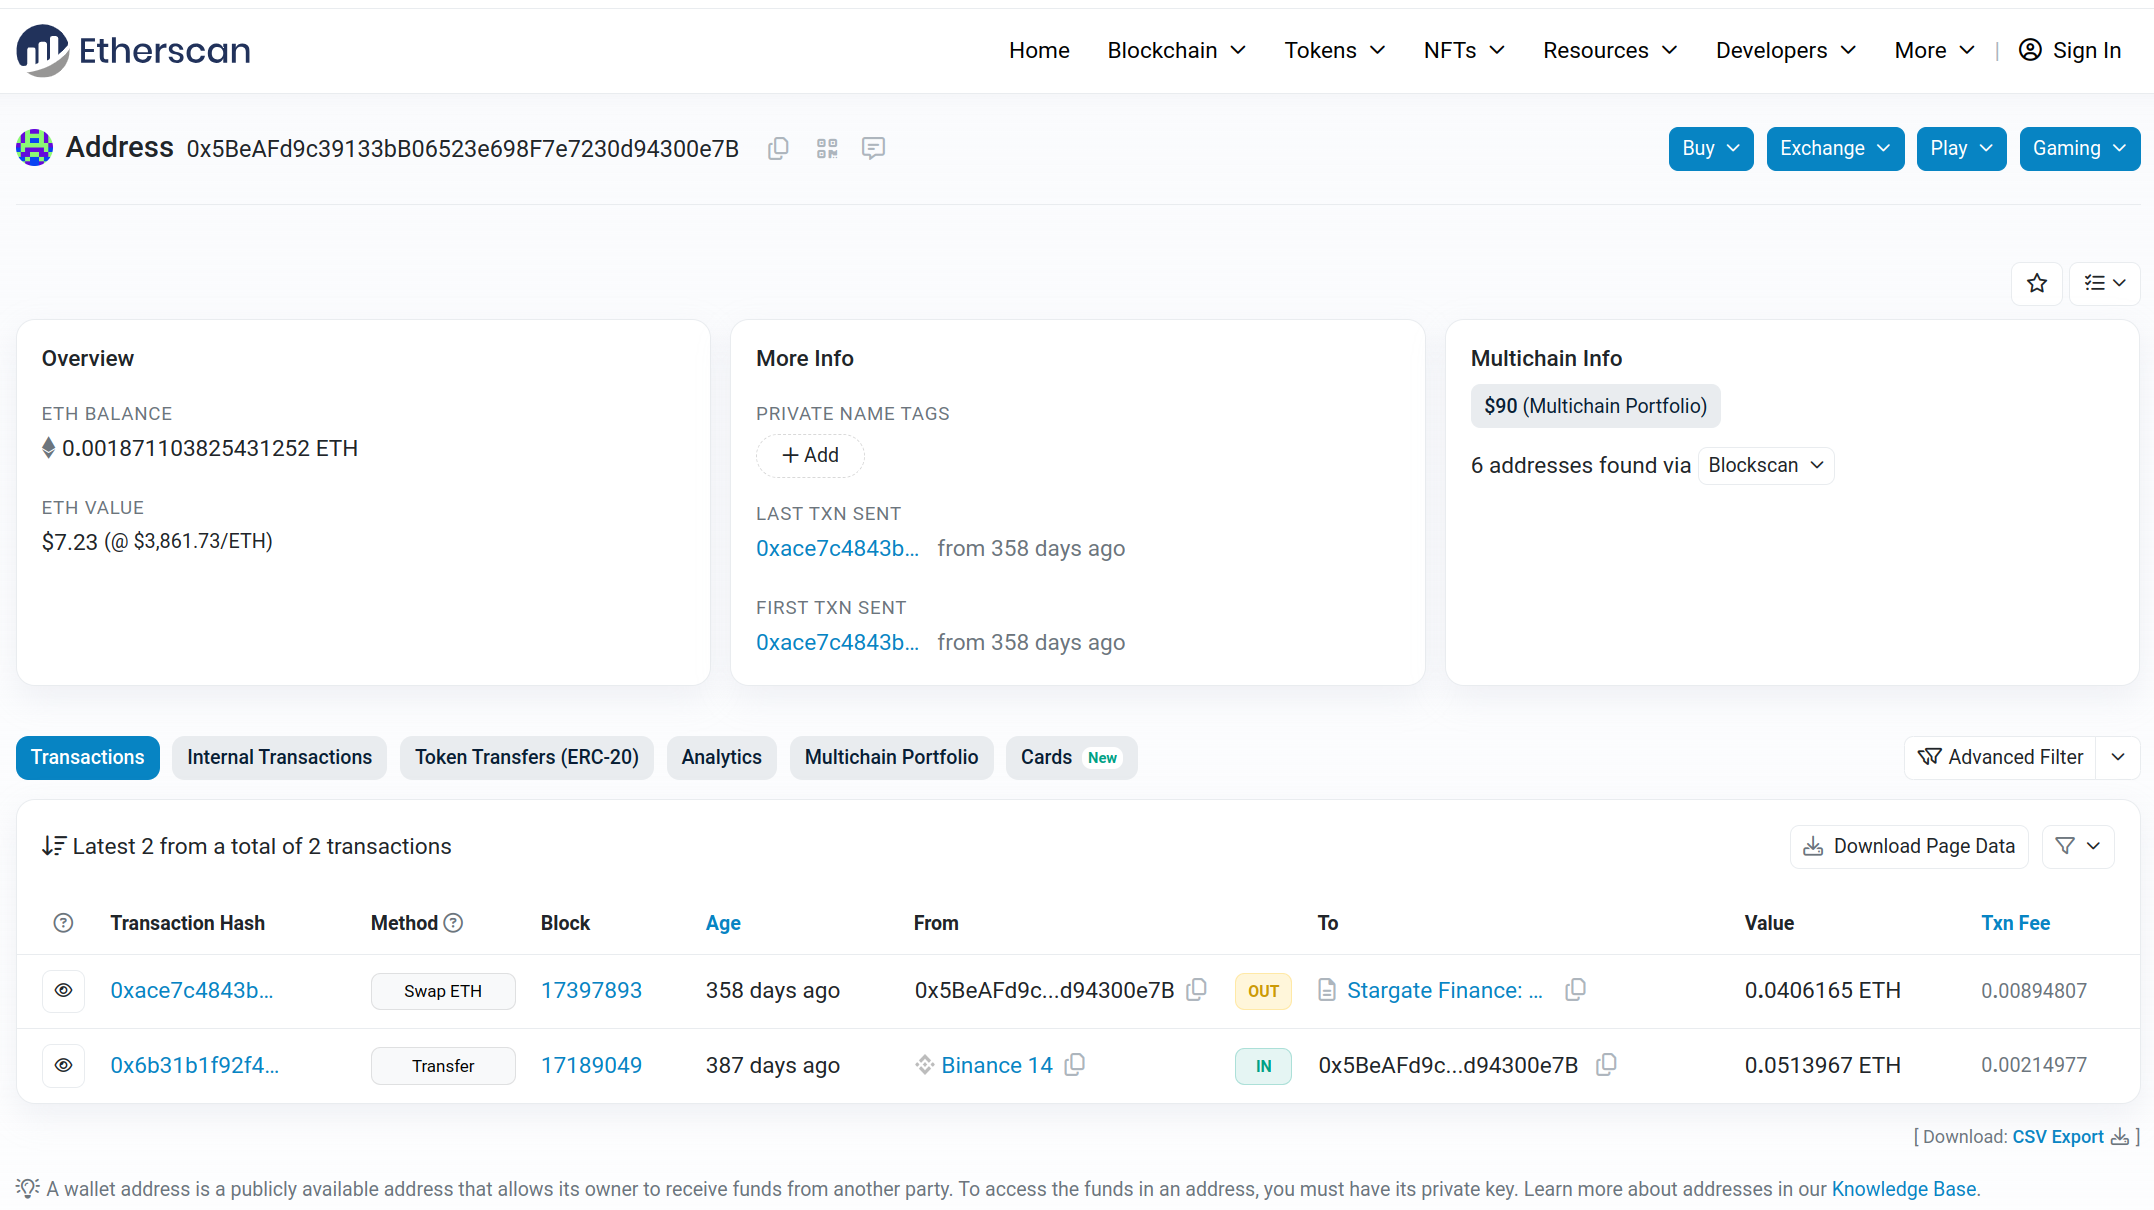 Etherscan
Home Blockchain Tokens NFTs Resources Developers More | Sign In
Address 0x5BeAFd9c39133bB06523e698F7e7230d94300e7B
Buy Exchange Play Gaming
Overview
ETH BALANCE
0.001871103825431252 ETH
ETH VALUE
$7.23 (@ $3,861.73/ETH)
More Info
PRIVATE NAME TAGS
+ Add
LAST TXN SENT
0xace7c4843b... from 358 days ago
FIRST TXN SENT
0xace7c4843b... from 358 days ago
Multichain Info
$90 (Multichain Portfolio)
6 addresses found via Blockscan
Transactions Internal Transactions Token Transfers (ERC-20) Analytics Multichain Portfolio Cards New
Advanced Filter
Latest 2 from a total of 2 transactions
Download Page Data
? Transaction Hash Method ? Block Age From To Value Txn Fee
0xace7c4843b... Swap ETH 17397893 358 days ago 0x5BeAFd9c...d94300e7B OUT Stargate Finance: ... 0.0406165 ETH 0.00894807
0x6b31b1f92f4... Transfer 17189049 387 days ago Binance 14 IN 0x5BeAFd9c...d94300e7B 0.0513967 ETH 0.00214977
[ Download: CSV Export ]
A wallet address is a publicly available address that allows its owner to receive funds from another party. To access the funds in an address, you must have its private key. Learn more about addresses in our Knowledge Base.